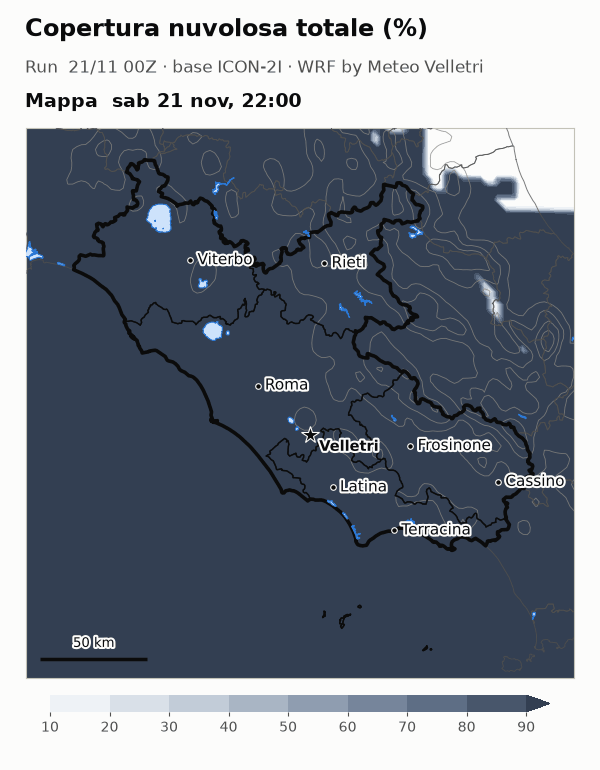 Copertura nuvolosa totale (%)
Run  21/11 00Z · base ICON-2I · WRF by Meteo Velletri
Mappa  sab 21 nov, 22:00
Viterbo
Rieti
Roma
Velletri
Frosinone
Cassino
Latina
Terracina
50 km
10 20 30 40 50 60 70 80 90